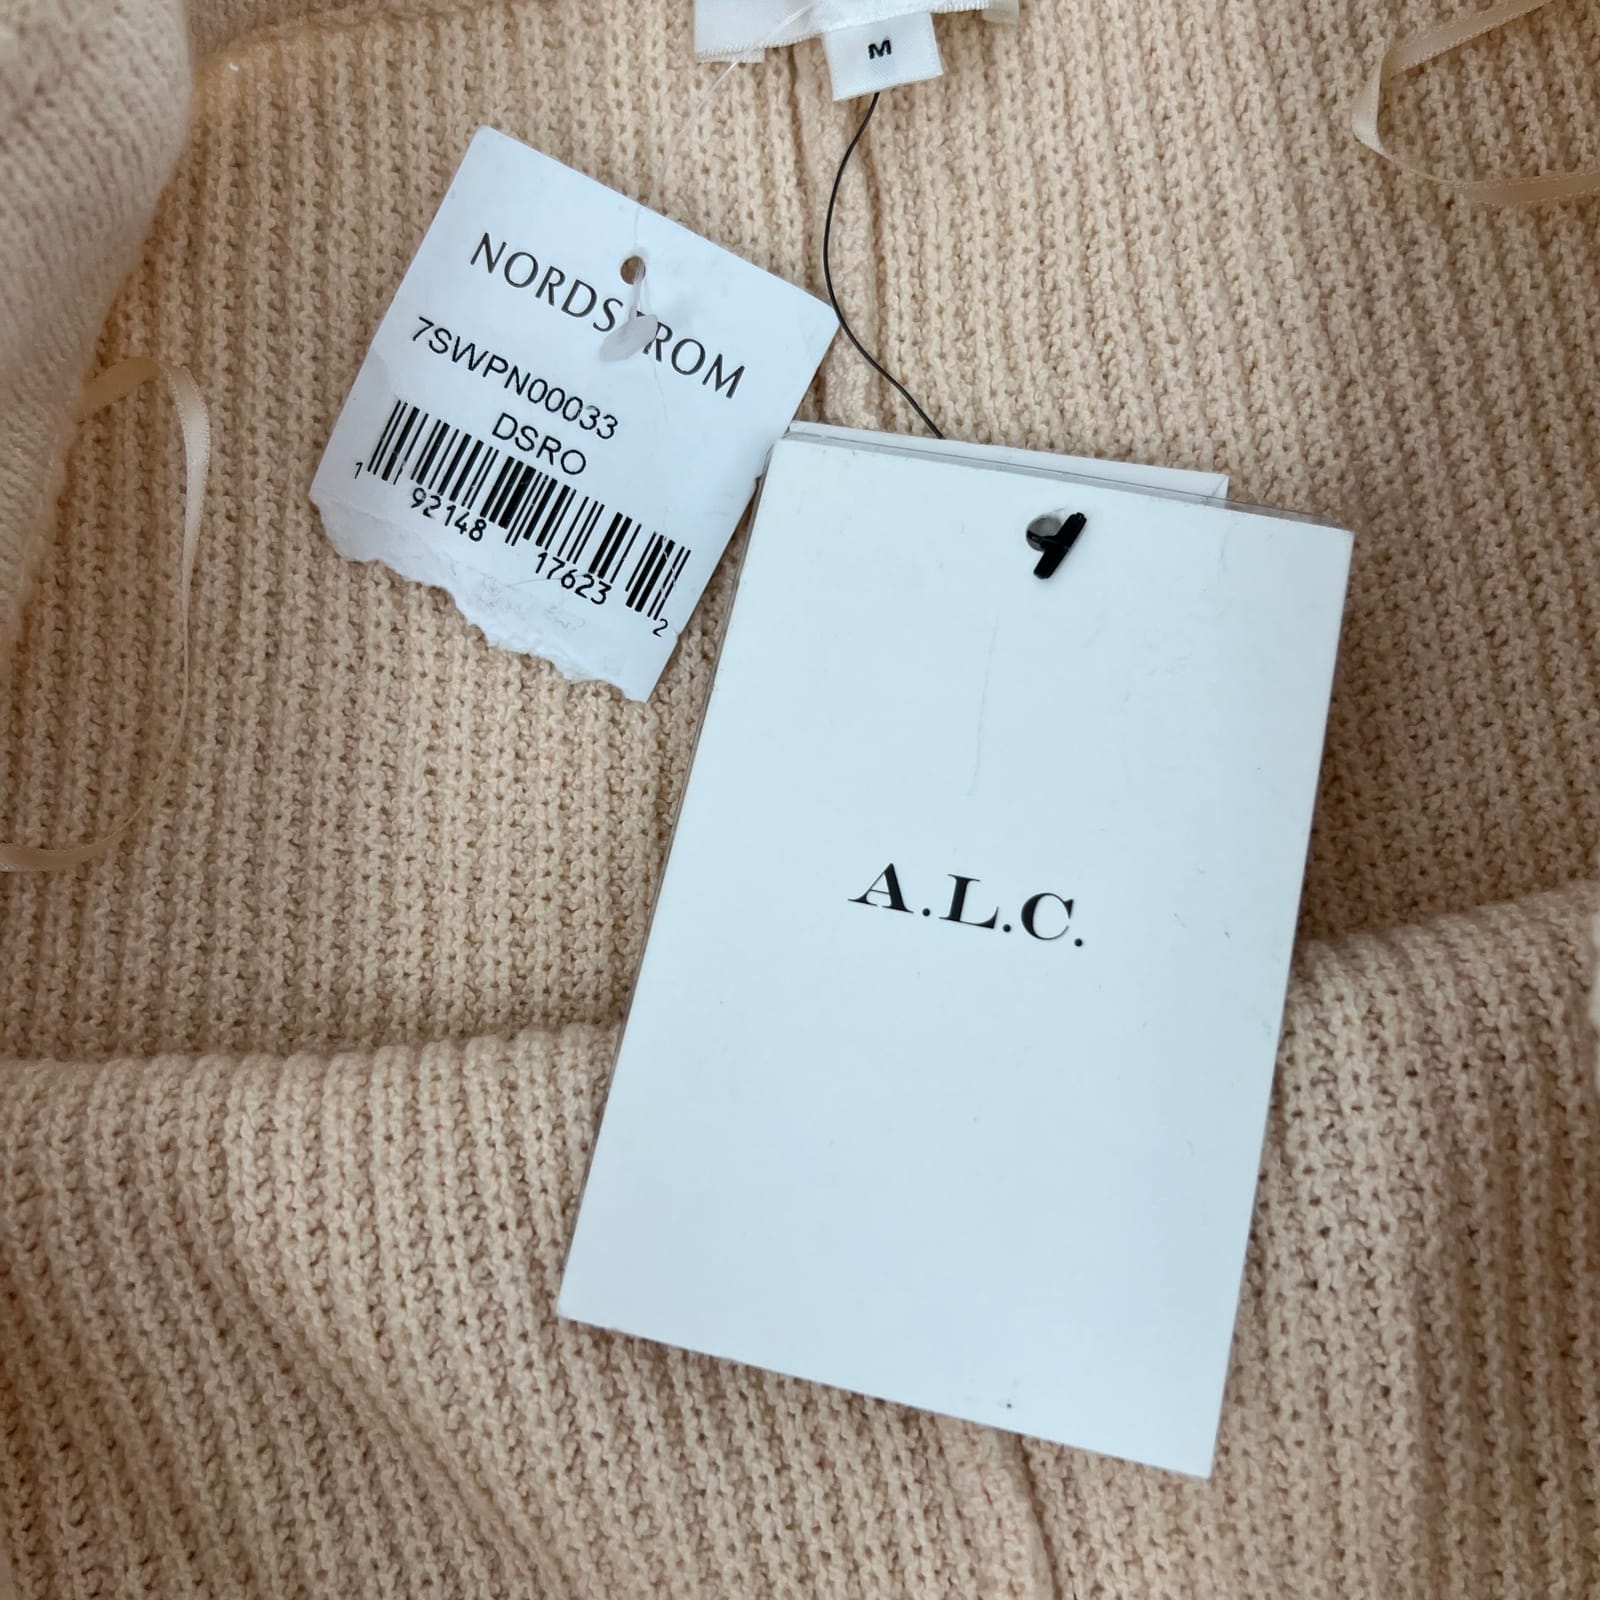 M
NORDSTROM
7SWPN00033
DSRO
1 92148 17623 2
A.L.C.